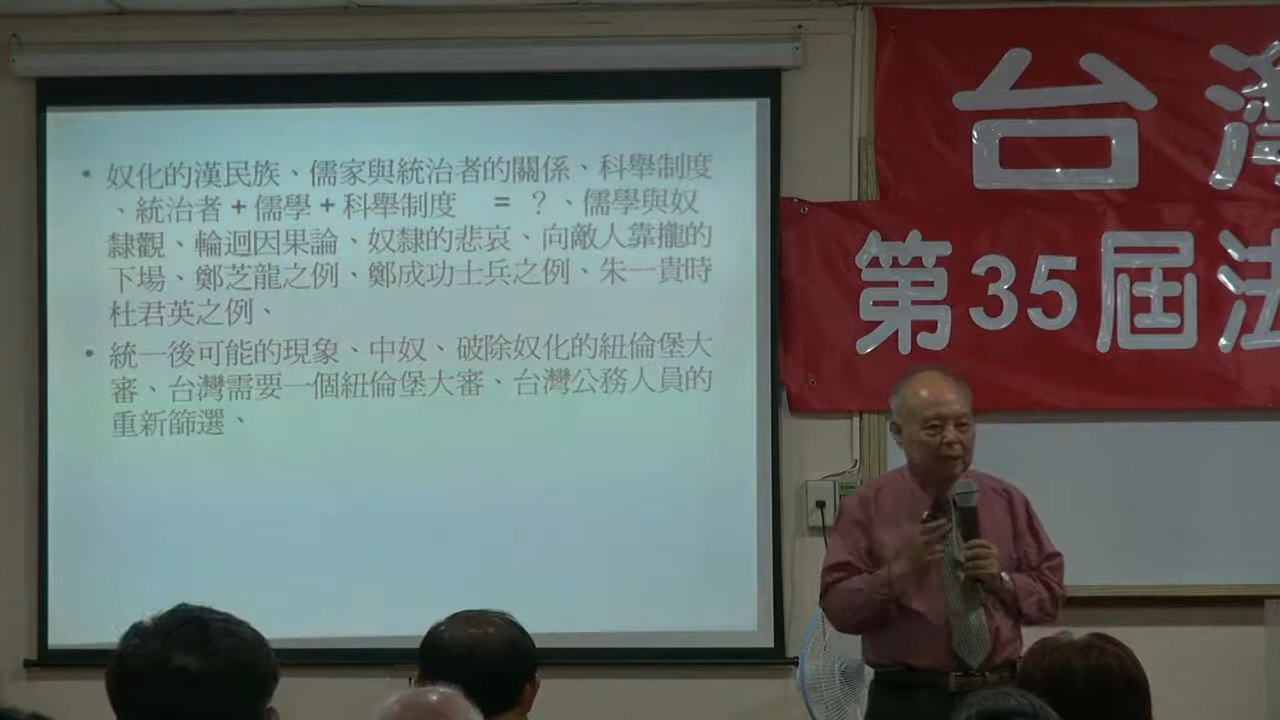 • 奴化的漢民族、儒家與統治者的關係、科舉制度
、統治者 + 儒學 + 科舉制度 = ？、儒學與奴
隸觀、輪迴因果論、奴隸的悲哀、向敵人靠攏的
下場、鄭芝龍之例、鄭成功士兵之例、朱一貴時
杜君英之例、
• 統一後可能的現象、中奴、破除奴化的紐倫堡大
審、台灣需要一個紐倫堡大審、台灣公務人員的
重新篩選、
台灣
第35屆法